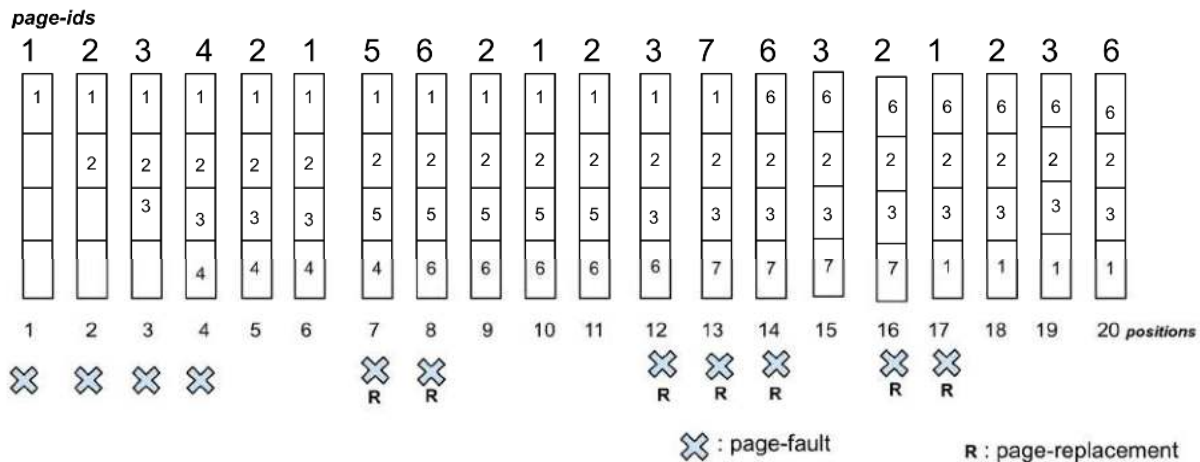 page-ids
1 2 3 4 2 1 5 6 2 1 2 3 7 6 3 2 1 2 3 6
1 1 1 1 1 1 1 1 1 1 1 1 1 6 6 6 6 6 6 6
2 2 2 2 2 2 2 2 2 2 2 2 2 2 2 2 2 2 2
3 3 3 3 5 5 5 5 5 3 3 3 3 3 3 3 3 3
4 4 4 4 6 6 6 6 6 7 7 7 7 1 1 1 1
1 2 3 4 5 6 7 8 9 10 11 12 13 14 15 16 17 18 19 20 positions
R R R R R R R
: page-fault R : page-replacement